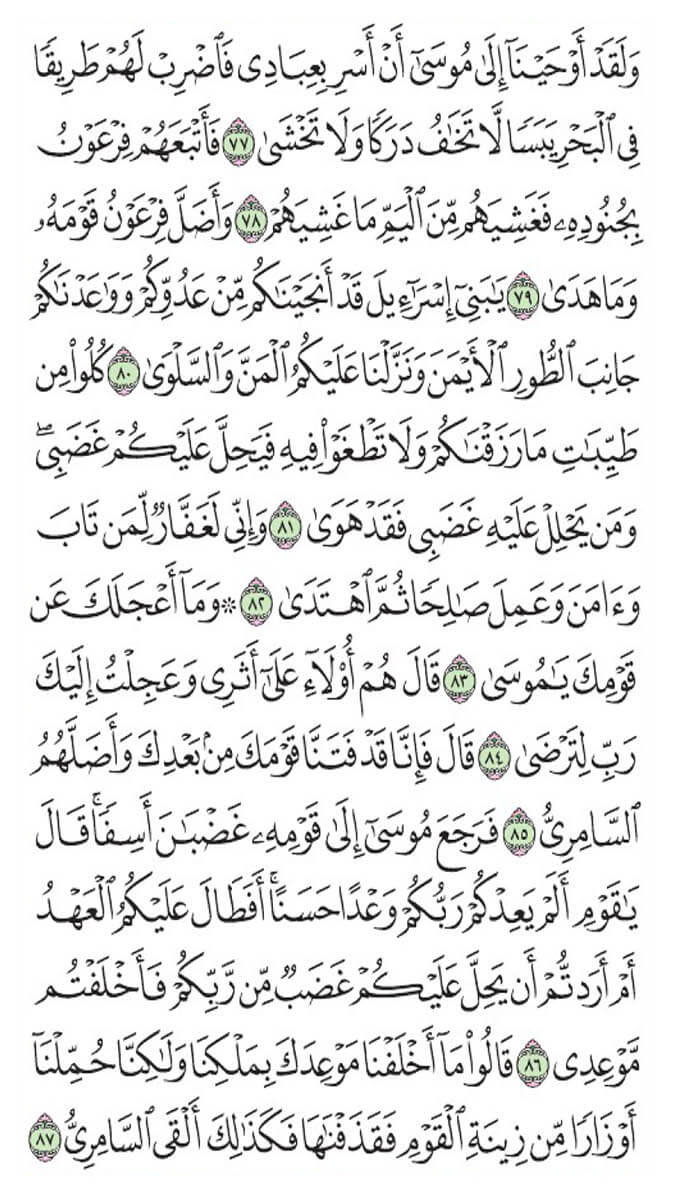 وَلَقَدْ أَوْحَيْنَآ إِلَىٰ مُوسَىٰٓ أَنْ أَسْرِ بِعِبَادِى فَٱضْرِبْ لَهُمْ طَرِيقًا
فِى ٱلْبَحْرِ يَبَسًا لَّا تَخَٰفُ دَرَكًا وَلَا تَخْشَىٰ ٧٧ فَأَتْبَعَهُمْ فِرْعَوْنُ
بِجُنُودِهِۦ فَغَشِيَهُم مِّنَ ٱلْيَمِّ مَا غَشِيَهُمْ ٧٨ وَأَضَلَّ فِرْعَوْنُ قَوْمَهُۥ
وَمَا هَدَىٰ ٧٩ يَٰبَنِىٓ إِسْرَٰٓءِيلَ قَدْ أَنجَيْنَٰكُم مِّنْ عَدُوِّكُمْ وَوَٰعَدْنَٰكُمْ
جَانِبَ ٱلطُّورِ ٱلْأَيْمَنَ وَنَزَّلْنَا عَلَيْكُمُ ٱلْمَنَّ وَٱلسَّلْوَىٰ ٨٠ كُلُوا۟ مِن
طَيِّبَٰتِ مَا رَزَقْنَٰكُمْ وَلَا تَطْغَوْا۟ فِيهِ فَيَحِلَّ عَلَيْكُمْ غَضَبِى ۖ
وَمَن يَحْلِلْ عَلَيْهِ غَضَبِى فَقَدْ هَوَىٰ ٨١ وَإِنِّى لَغَفَّارٌ لِّمَن تَابَ
وَءَامَنَ وَعَمِلَ صَٰلِحًا ثُمَّ ٱهْتَدَىٰ ٨٢ ۞ وَمَآ أَعْجَلَكَ عَن
قَوْمِكَ يَٰمُوسَىٰ ٨٣ قَالَ هُمْ أُو۟لَآءِ عَلَىٰٓ أَثَرِى وَعَجِلْتُ إِلَيْكَ
رَبِّ لِتَرْضَىٰ ٨٤ قَالَ فَإِنَّا قَدْ فَتَنَّا قَوْمَكَ مِنۢ بَعْدِكَ وَأَضَلَّهُمُ
ٱلسَّامِرِىُّ ٨٥ فَرَجَعَ مُوسَىٰٓ إِلَىٰ قَوْمِهِۦ غَضْبَٰنَ أَسِفًا ۚ قَالَ
يَٰقَوْمِ أَلَمْ يَعِدْكُمْ رَبُّكُمْ وَعْدًا حَسَنًا ۚ أَفَطَالَ عَلَيْكُمُ ٱلْعَهْدُ
أَمْ أَرَدتُّمْ أَن يَحِلَّ عَلَيْكُمْ غَضَبٌ مِّن رَّبِّكُمْ فَأَخْلَفْتُم
مَّوْعِدِى ٨٦ قَالُوا۟ مَآ أَخْلَفْنَا مَوْعِدَكَ بِمَلْكِنَا وَلَٰكِنَّا حُمِّلْنَآ
أَوْزَارًا مِّن زِينَةِ ٱلْقَوْمِ فَقَذَفْنَٰهَا فَكَذَٰلِكَ أَلْقَى ٱلسَّامِرِىُّ ٨٧